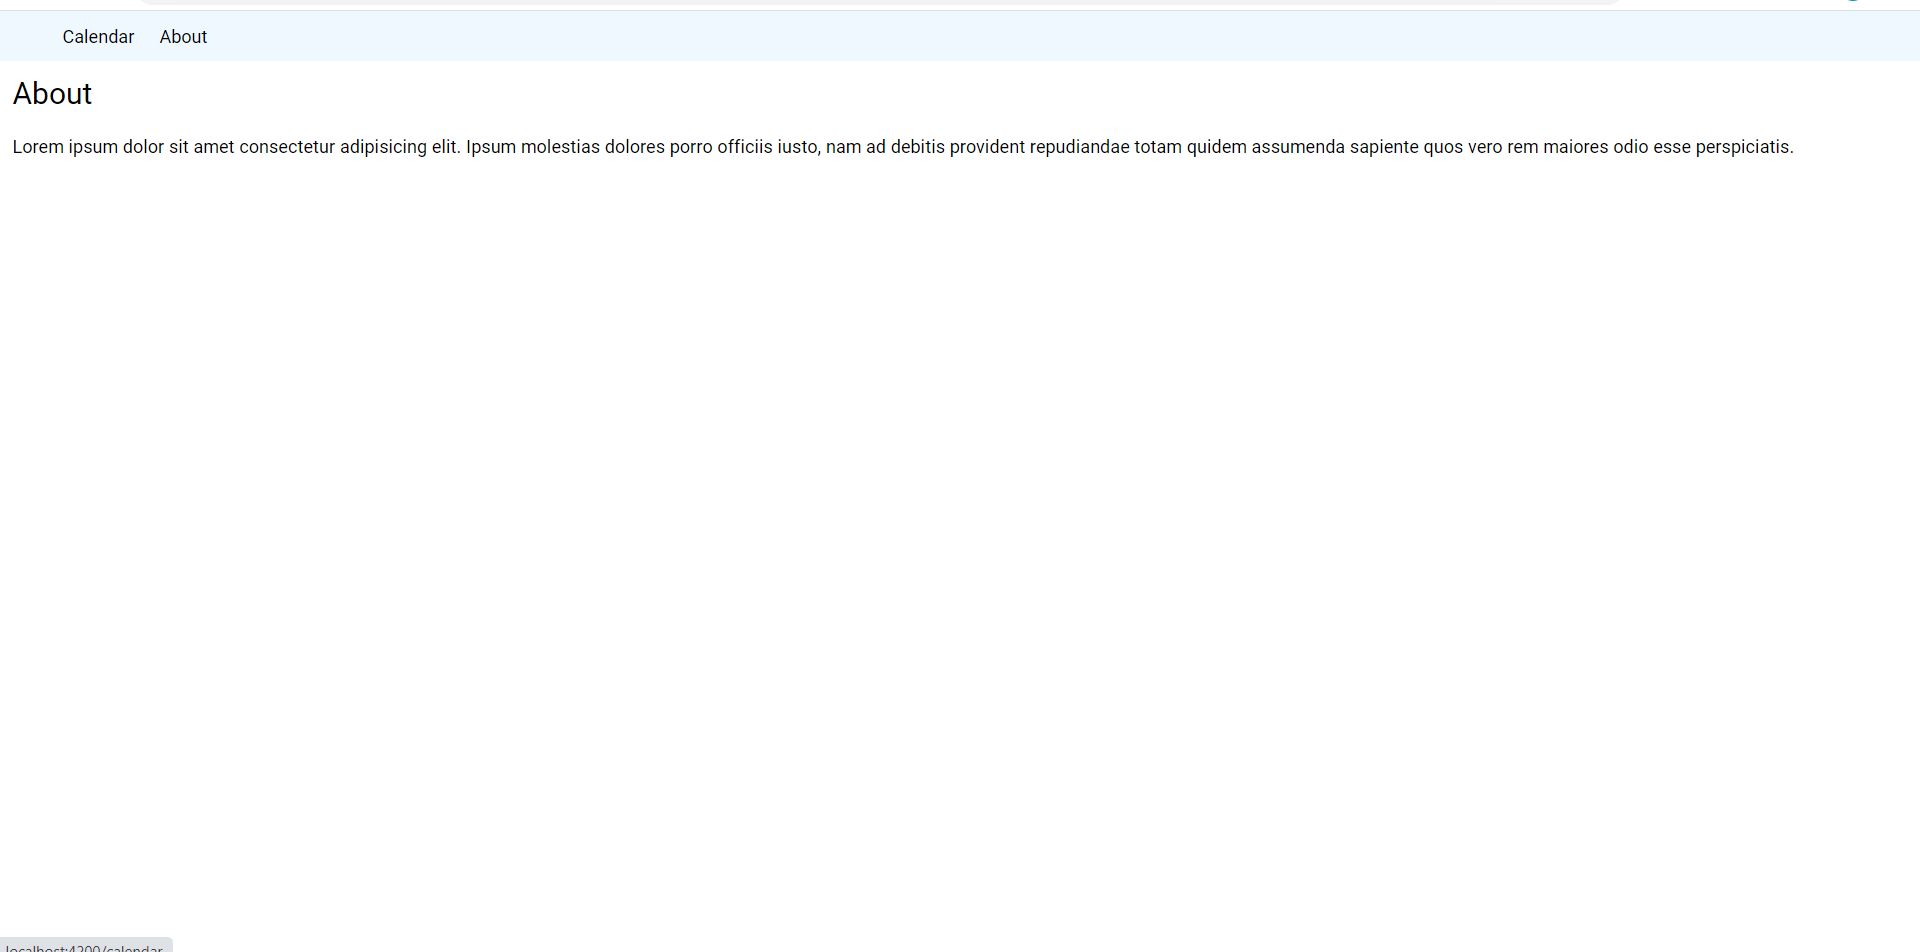 Calendar About
About
Lorem ipsum dolor sit amet consectetur adipisicing elit. Ipsum molestias dolores porro officiis iusto, nam ad debitis provident repudiandae totam quidem assumenda sapiente quos vero rem maiores odio esse perspiciatis.
localhost:4200/calendar